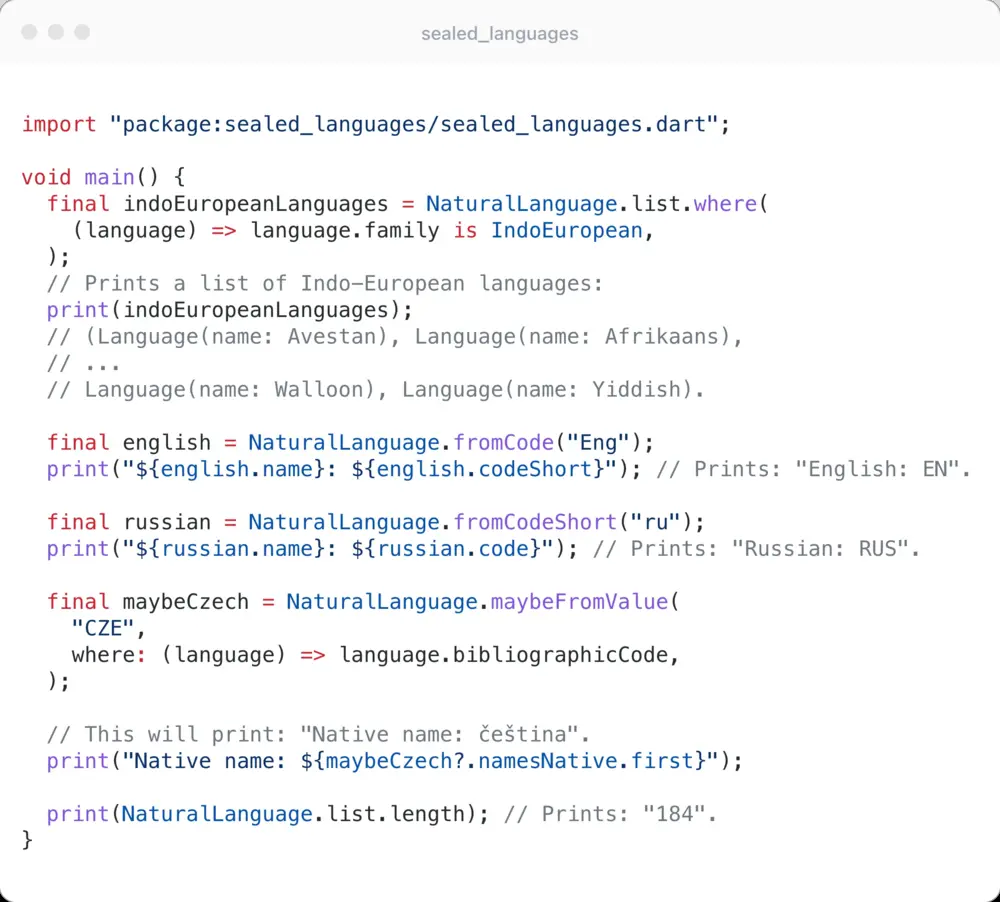 sealed_languages
import "package:sealed_languages/sealed_languages.dart";
void main() {
  final indoEuropeanLanguages = NaturalLanguage.list.where(
    (language) => language.family is IndoEuropean,
  );
  // Prints a list of Indo-European languages:
  print(indoEuropeanLanguages);
  // (Language(name: Avestan), Language(name: Afrikaans),
  // ...
  // Language(name: Walloon), Language(name: Yiddish).
  final english = NaturalLanguage.fromCode("Eng");
  print("${english.name}: ${english.codeShort}"); // Prints: "English: EN".
  final russian = NaturalLanguage.fromCodeShort("ru");
  print("${russian.name}: ${russian.code}"); // Prints: "Russian: RUS".
  final maybeCzech = NaturalLanguage.maybeFromValue(
    "CZE",
    where: (language) => language.bibliographicCode,
  );
  // This will print: "Native name: čeština".
  print("Native name: ${maybeCzech?.namesNative.first}");
  print(NaturalLanguage.list.length); // Prints: "184".
}